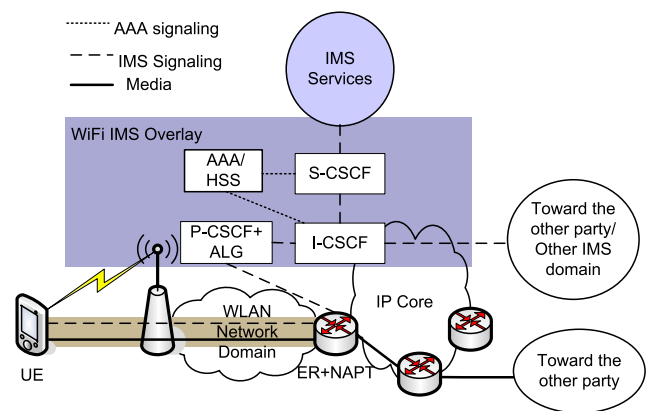 AAA signaling
IMS Signaling
Media
IMS
Services
WiFi IMS Overlay
AAA/
HSS
S-CSCF
P-CSCF+
ALG
I-CSCF
Toward the
other party/
Other IMS
domain
IP Core
WLAN
Network
Domain
UE
ER+NAPT
Toward the
other party